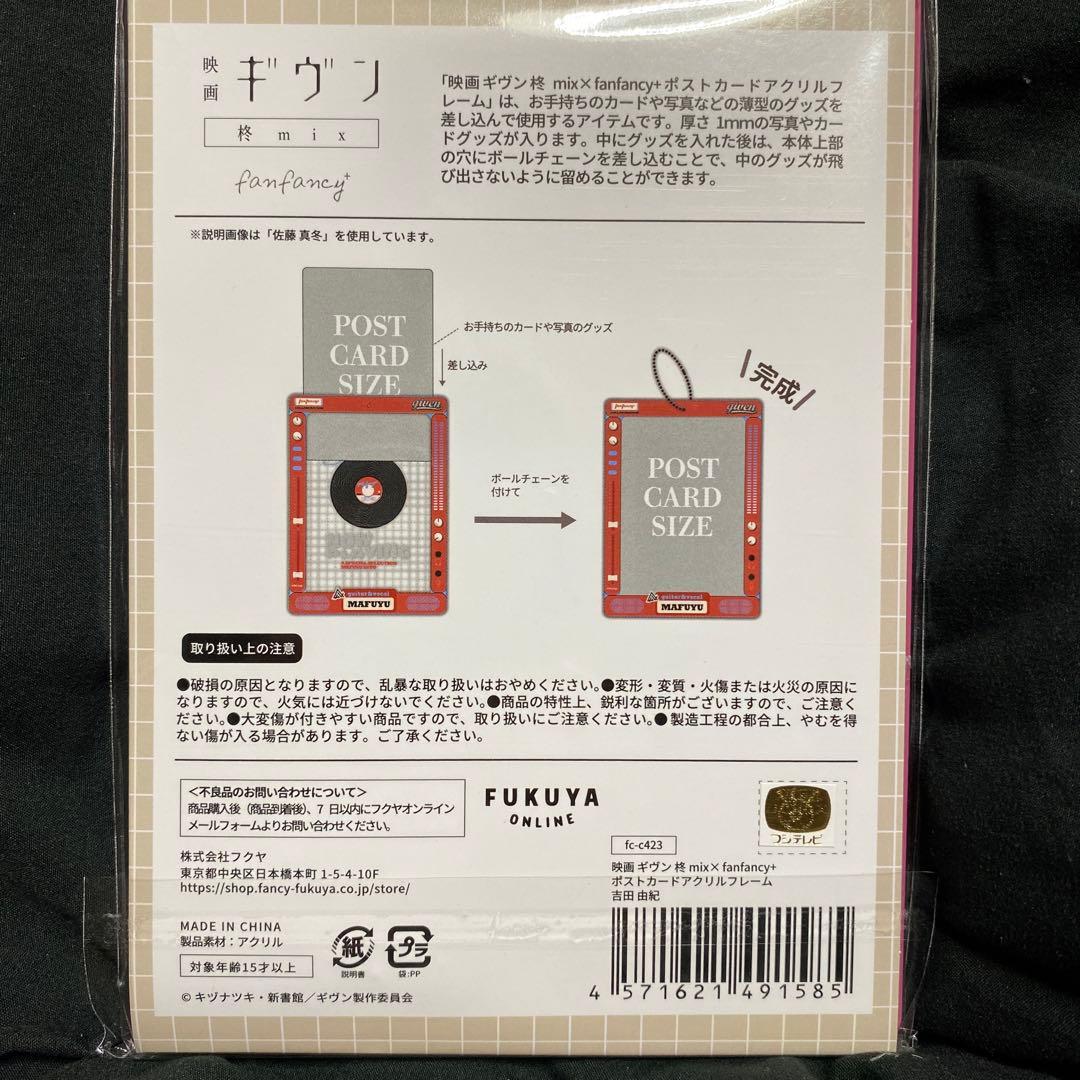 映画 ギヴン
柊 mix
fanfancy+
「映画 ギヴン 柊 mix×fanfancy+ ポストカードアクリルフ
レーム」は、お手持ちのカードや写真などの薄型のグッズを
差し込んで使用するアイテムです。厚さ 1mmの写真やカー
ドグッズが入ります。中にグッズを入れた後は、本体上部
の穴にボールチェーンを差し込むことで、中のグッズが飛
び出さないように留めることができます。
※説明画像は「佐藤 真冬」を使用しています。
POST
CARD
SIZE
お手持ちのカードや写真のグッズ
差し込み
fanfancy+
given
NOW
PLAYING
guitar&vocal
MAFUYU
ボールチェーンを
付けて
完成
fanfancy+
given
POST
CARD
SIZE
guitar&vocal
MAFUYU
取り扱い上の注意
●破損の原因となりますので、乱暴な取り扱いはおやめください。●変形・変質・火傷または火災の原因に
なりますので、火気には近づけないでください。●商品の特性上、鋭利な箇所がございますので、ご注意く
ださい。●大変傷が付きやすい商品ですので、取り扱いにご注意ください。●製造工程の都合上、やむを得
ない傷が入る場合があります。ご了承ください。
＜不良品のお問い合わせについて＞
商品購入後（商品到着後）、7 日以内にフクヤオンライン
メールフォームよりお問い合わせください。
FUKUYA
ONLINE
フジテレビ
株式会社フクヤ
東京都中央区日本橋本町 1-5-4-10F
https://shop.fancy-fukuya.co.jp/store/
fc-c423
映画 ギヴン 柊 mix× fanfancy+
ポストカードアクリルフレーム
吉田 由紀
MADE IN CHINA
製品素材：アクリル
対象年齢15才以上
紙
説明書
プラ
袋:PP
© キヅナツキ・新書館／ギヴン製作委員会
4 571621 491585